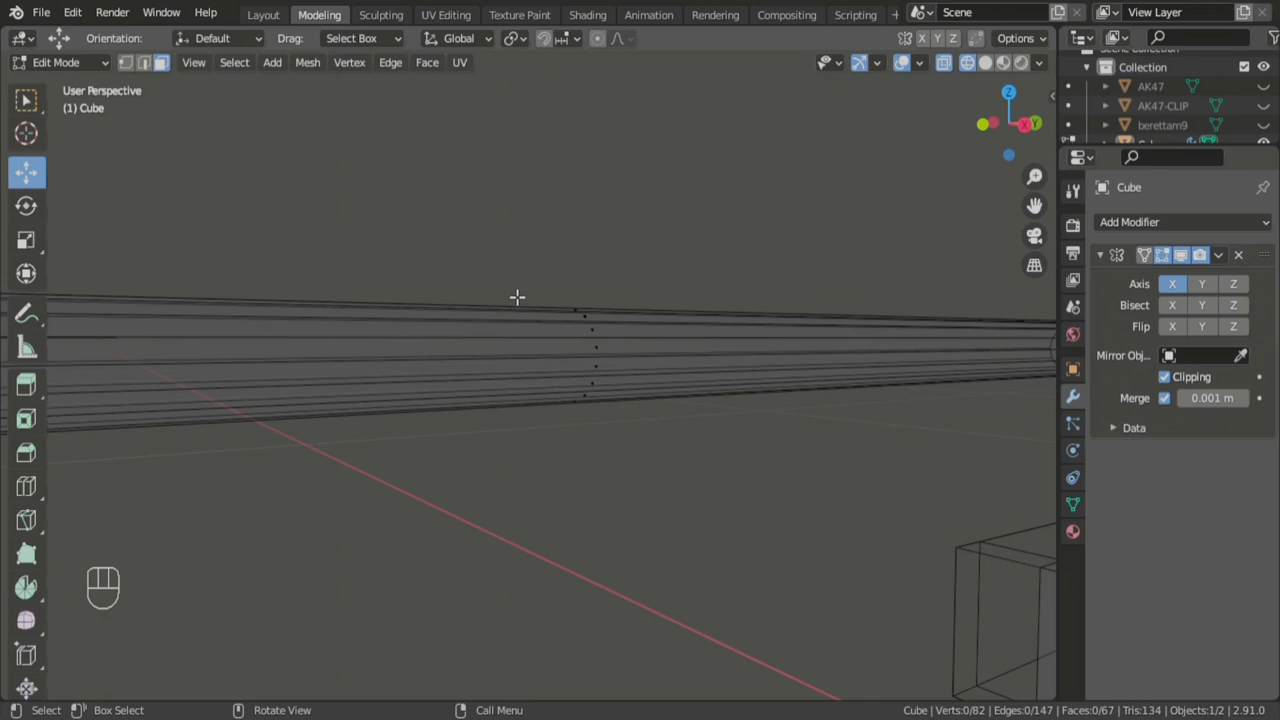 File Edit Render Window Help Layout Modeling Sculpting UV Editing Texture Paint Shading Animation Rendering Compositing Scripting + Scene View Layer
Orientation: Default Drag: Select Box Global X Y Z Options
Edit Mode View Select Add Mesh Vertex Edge Face UV
User Perspective
(1) Cube
Z
X Y
Collection
AK47
AK47-CLIP
berettam9
Cube
Add Modifier
Axis X Y Z
Bisect X Y Z
Flip X Y Z
Mirror Obj...
Clipping
Merge 0.001 m
Data
Select Box Select Rotate View Call Menu Cube | Verts:0/82 | Edges:0/147 | Faces:0/67 | Tris:134 | Objects:1/2 | 2.91.0